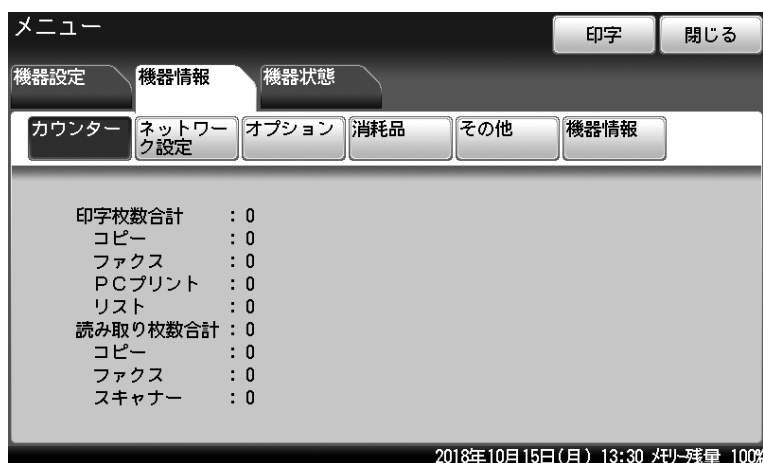 メニュー
印字
閉じる
機器設定
機器情報
機器状態
カウンター
ネットワー
ク設定
オプション
消耗品
その他
機器情報
印字枚数合計 : 0
コピー : 0
ファクス : 0
ＰＣプリント : 0
リスト : 0
読み取り枚数合計 : 0
コピー : 0
ファクス : 0
スキャナー : 0
2018年10月15日(月) 13:30 ﾒﾓﾘｰ残量 100%